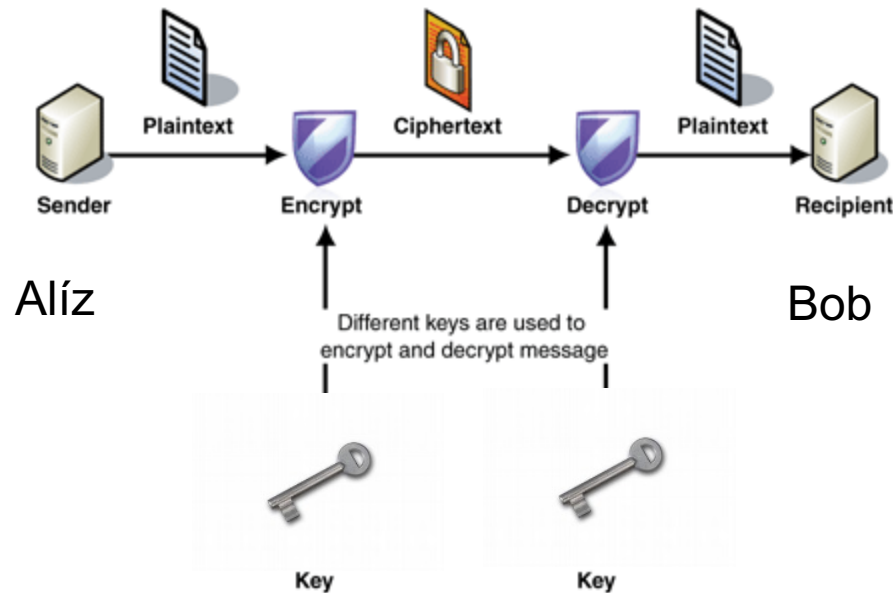 Plaintext
Ciphertext
Plaintext
Sender
Encrypt
Decrypt
Recipient
Alíz
Bob
Different keys are used to
encrypt and decrypt message
Key
Key